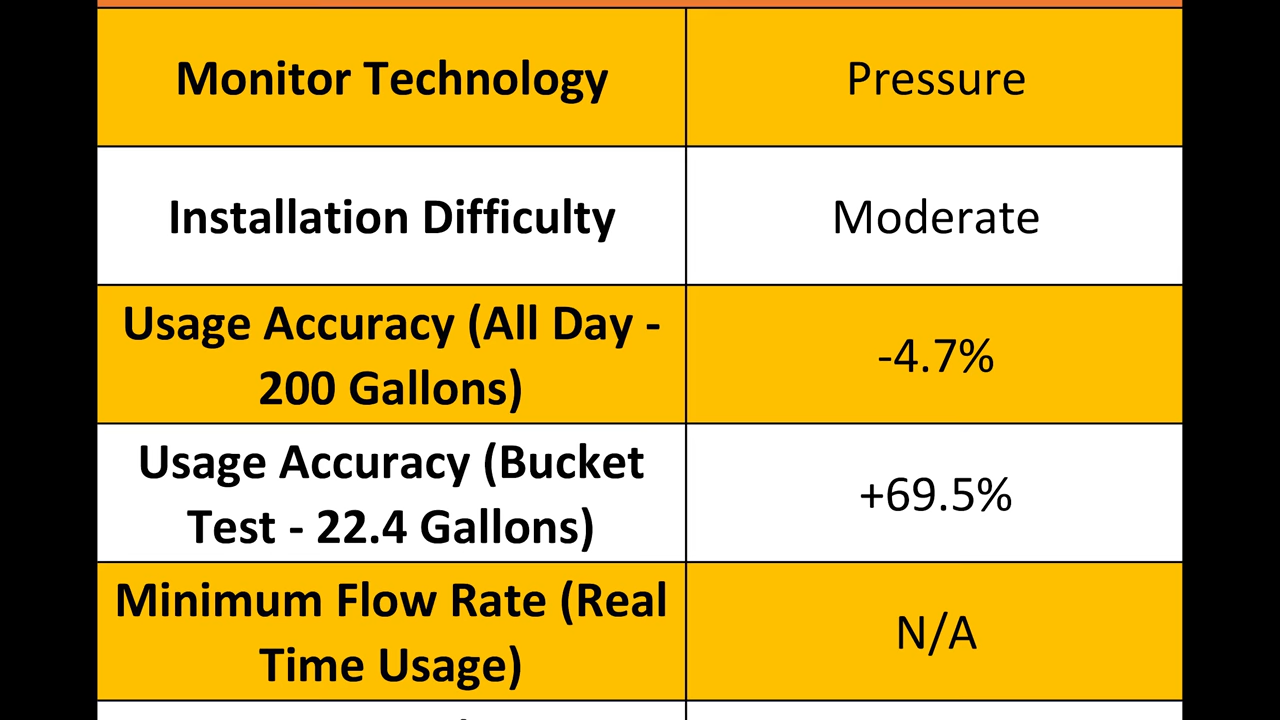 Monitor Technology
Pressure
Installation Difficulty
Moderate
Usage Accuracy (All Day -
200 Gallons)
-4.7%
Usage Accuracy (Bucket
Test - 22.4 Gallons)
+69.5%
Minimum Flow Rate (Real
Time Usage)
N/A